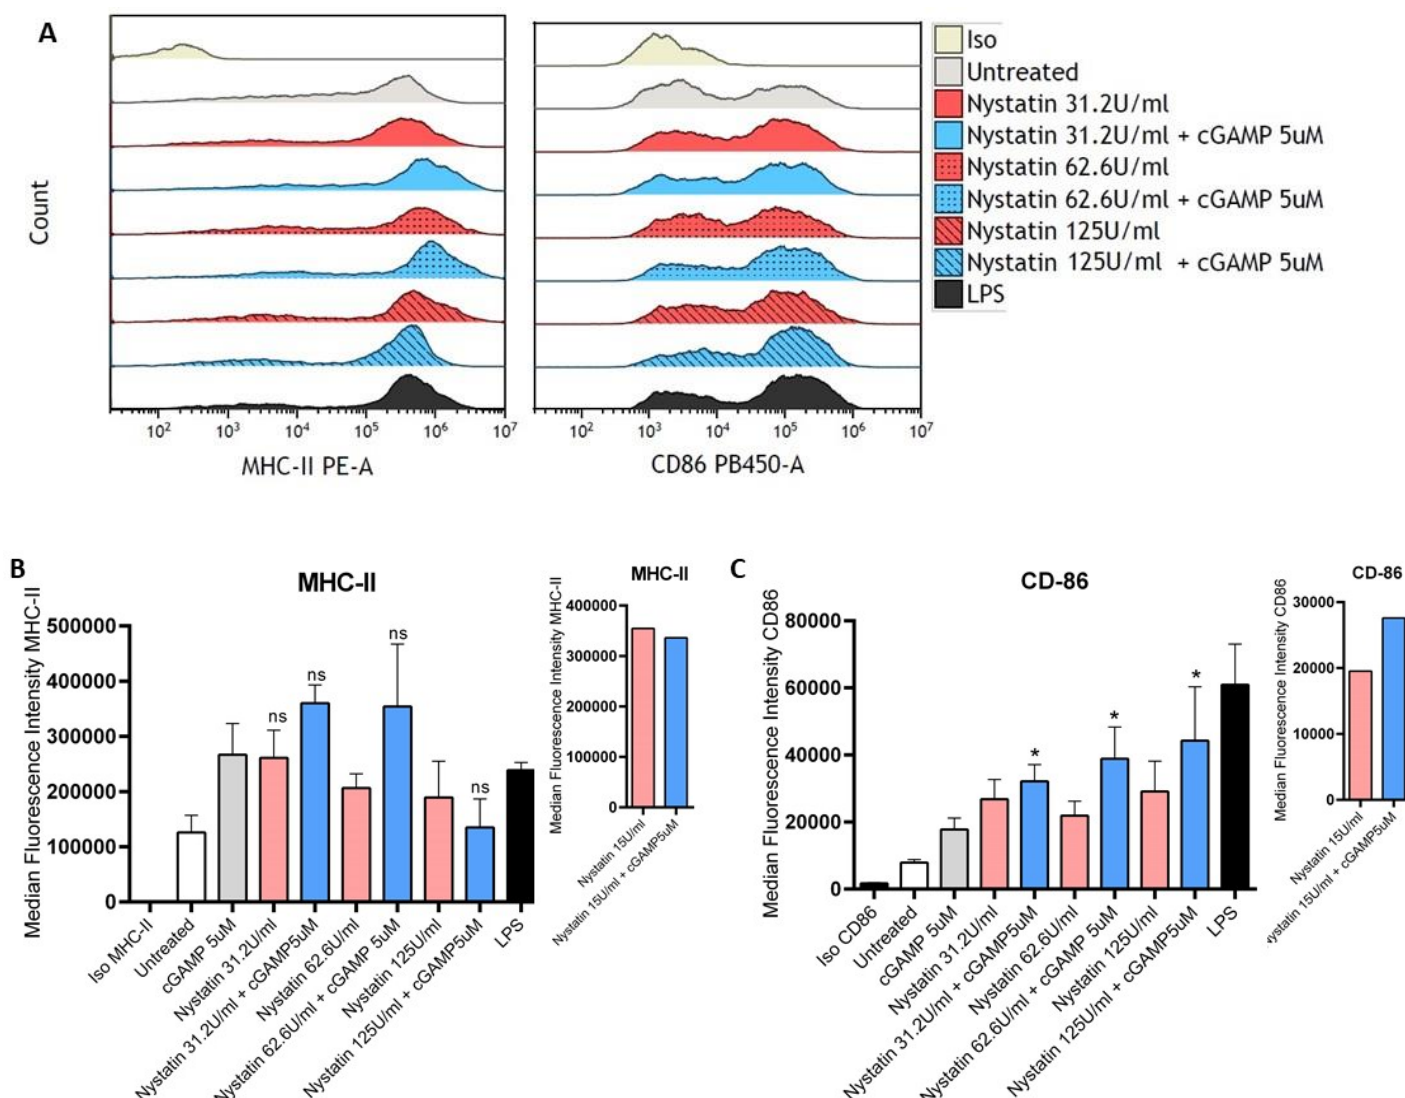 A
Count
10² 10³ 10⁴ 10⁵ 10⁶ 10⁷
MHC-II PE-A
10² 10³ 10⁴ 10⁵ 10⁶ 10⁷
CD86 PB450-A
Iso
Untreated
Nystatin 31.2U/ml
Nystatin 31.2U/ml + cGAMP 5uM
Nystatin 62.6U/ml
Nystatin 62.6U/ml + cGAMP 5uM
Nystatin 125U/ml
Nystatin 125U/ml + cGAMP 5uM
LPS
B
MHC-II
Median Fluorescence Intensity MHC-II
500000
400000
300000
200000
100000
0
ns
ns
ns
ns
Iso MHC-II
Untreated
cGAMP 5uM
Nystatin 31.2U/ml
Nystatin 31.2U/ml + cGAMP5uM
Nystatin 62.6U/ml
Nystatin 62.6U/ml + cGAMP 5uM
Nystatin 125U/ml
Nystatin 125U/ml + cGAMP5uM
LPS
MHC-II
Median Fluorescence Intensity MHC-II
400000
300000
200000
100000
0
Nystatin 15U/ml
Nystatin 15U/ml + cGAMP5uM
C
CD-86
Median Fluorescence Intensity CD86
80000
60000
40000
20000
0
*
*
*
Iso CD86
Untreated
cGAMP 5uM
Nystatin 31.2U/ml
Nystatin 31.2U/ml + cGAMP5uM
Nystatin 62.6U/ml
Nystatin 62.6U/ml + cGAMP 5uM
Nystatin 125U/ml
Nystatin 125U/ml + cGAMP5uM
LPS
CD-86
Median Fluorescence Intensity CD86
30000
20000
10000
0
Nystatin 15U/ml
ystatin 15U/ml + cGAMP5uM